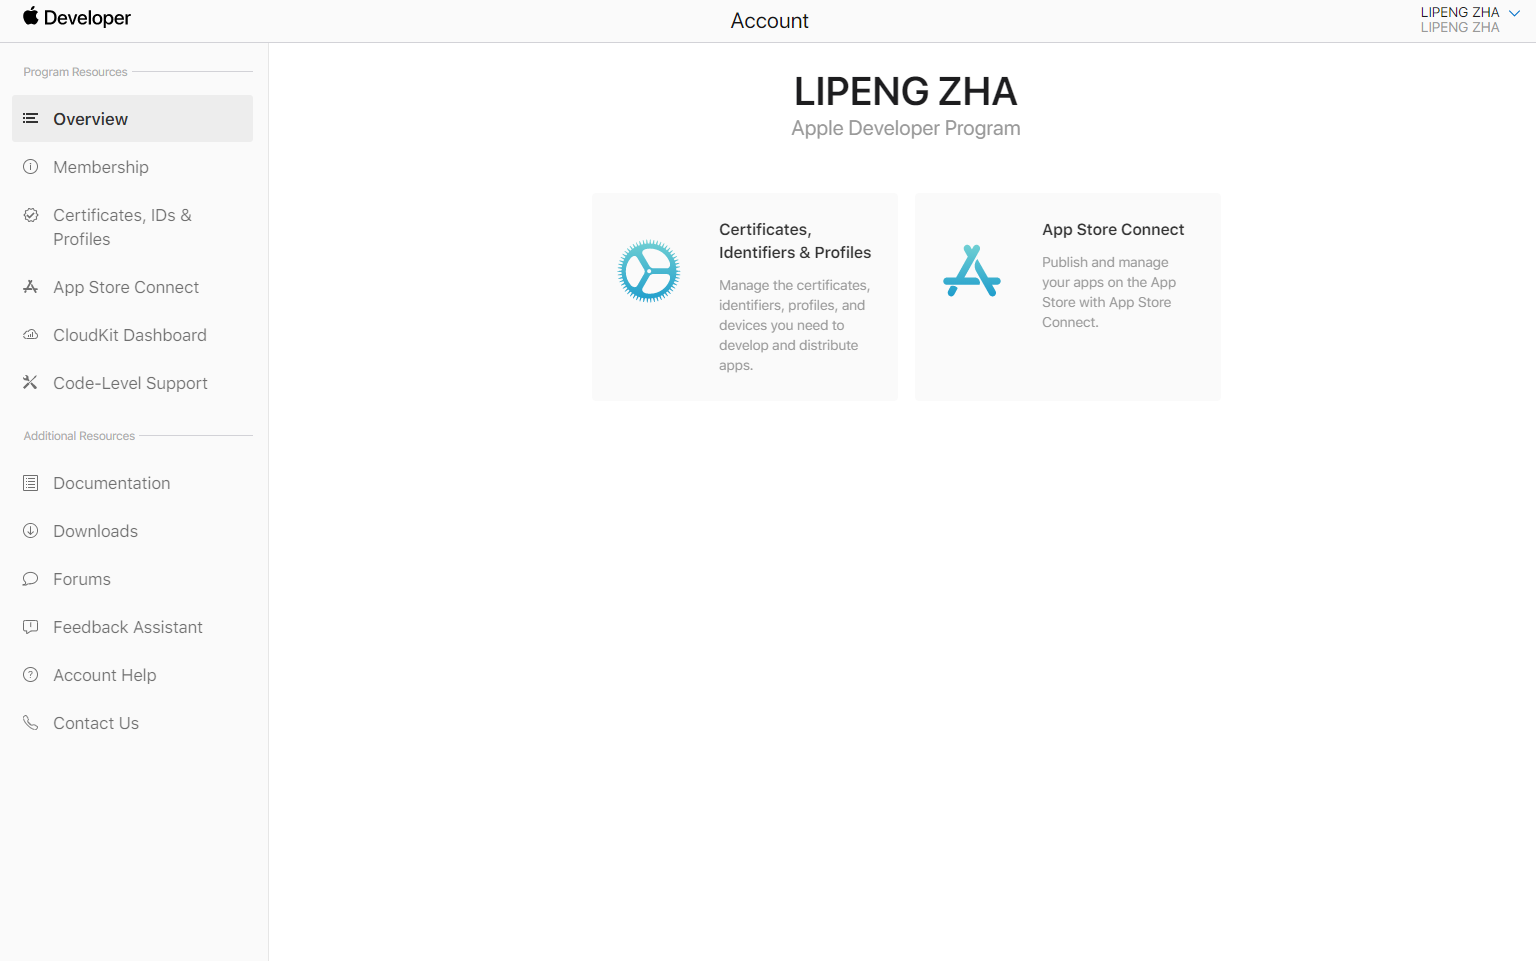 Developer
Account
LIPENG ZHA
LIPENG ZHA
Program Resources
Overview
Membership
Certificates, IDs &
Profiles
App Store Connect
CloudKit Dashboard
Code-Level Support
Additional Resources
Documentation
Downloads
Forums
Feedback Assistant
Account Help
Contact Us
LIPENG ZHA
Apple Developer Program
Certificates,
Identifiers & Profiles
Manage the certificates,
identifiers, profiles, and
devices you need to
develop and distribute
apps.
App Store Connect
Publish and manage
your apps on the App
Store with App Store
Connect.